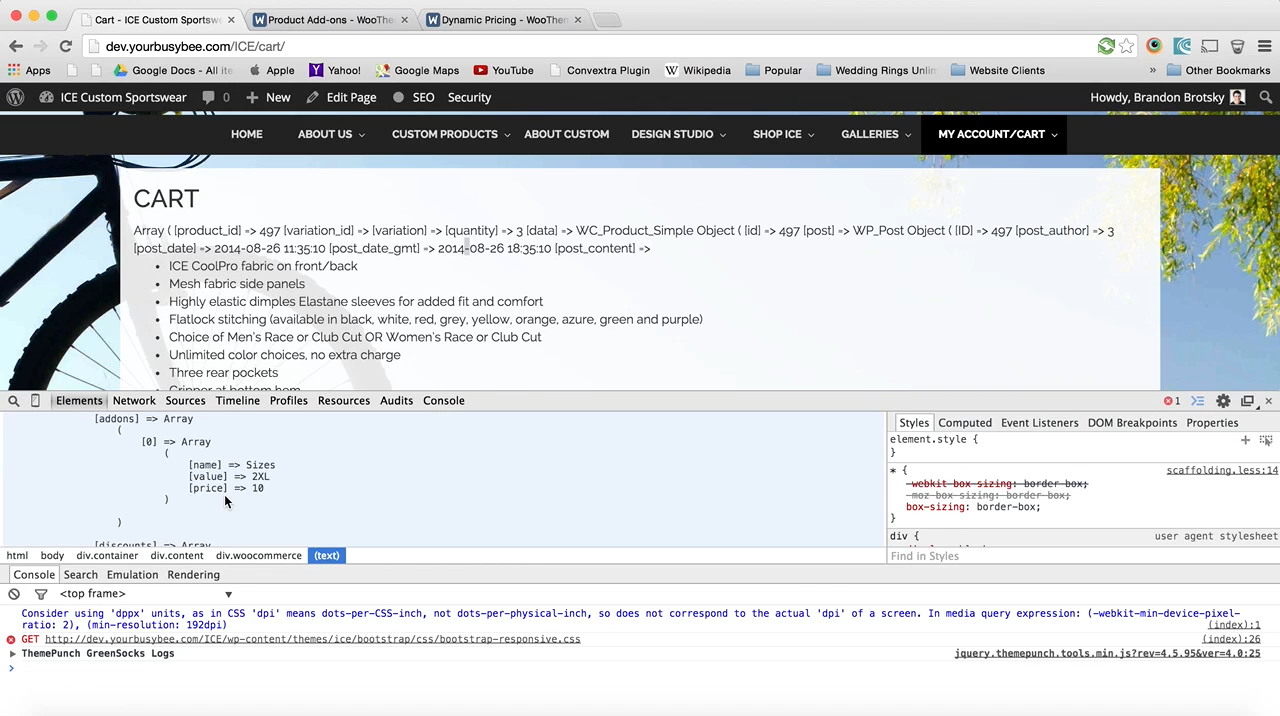 Cart - ICE Custom Sportswe
Product Add-ons - WooThe
Dynamic Pricing - WooThen
dev.yourbusybee.com/ICE/cart/
Apps
Google Docs - All ite
Apple
Yahoo!
Google Maps
YouTube
Convextra Plugin
Wikipedia
Popular
Wedding Rings Unlim
Website Clients
»
Other Bookmarks
ICE Custom Sportswear
0
New
Edit Page
SEO
Security
Howdy, Brandon Brotsky
HOME
ABOUT US
CUSTOM PRODUCTS
ABOUT CUSTOM
DESIGN STUDIO
SHOP ICE
GALLERIES
MY ACCOUNT/CART
CART
Array ( [product_id] => 497 [variation_id] => [variation] => [quantity] => 3 [data] => WC_Product_Simple Object ( [id] => 497 [post] => WP_Post Object ( [ID] => 497 [post_author] => 3
[post_date] => 2014-08-26 11:35:10 [post_date_gmt] => 2014-08-26 18:35:10 [post_content] =>
• ICE CoolPro fabric on front/back
• Mesh fabric side panels
• Highly elastic dimples Elastane sleeves for added fit and comfort
• Flatlock stitching (available in black, white, red, grey, yellow, orange, azure, green and purple)
• Choice of Men's Race or Club Cut OR Women's Race or Club Cut
• Unlimited color choices, no extra charge
• Three rear pockets
• Gripper at bottom hem
Elements
Network
Sources
Timeline
Profiles
Resources
Audits
Console
1
[addons] => Array
(
[0] => Array
(
[name] => Sizes
[value] => 2XL
[price] => 10
)
)
[discounts] => Array
html
body
div.container
div.content
div.woocommerce
(text)
Styles
Computed
Event Listeners
DOM Breakpoints
Properties
element.style {
}
* {
scaffolding.less:14
-webkit-box-sizing: border-box;
-moz-box-sizing: border-box;
box-sizing: border-box;
}
div {
user agent stylesheet
Find in Styles
Console
Search
Emulation
Rendering
<top frame>
Consider using 'dppx' units, as in CSS 'dpi' means dots-per-CSS-inch, not dots-per-physical-inch, so does not correspond to the actual 'dpi' of a screen. In media query expression: (-webkit-min-device-pixel-
ratio: 2), (min-resolution: 192dpi)
(index):1
GET http://dev.yourbusybee.com/ICE/wp-content/themes/ice/bootstrap/css/bootstrap-responsive.css
(index):26
ThemePunch GreenSocks Logs
jquery.themepunch.tools.min.js?rev=4.5.95&ver=4.0:25
>